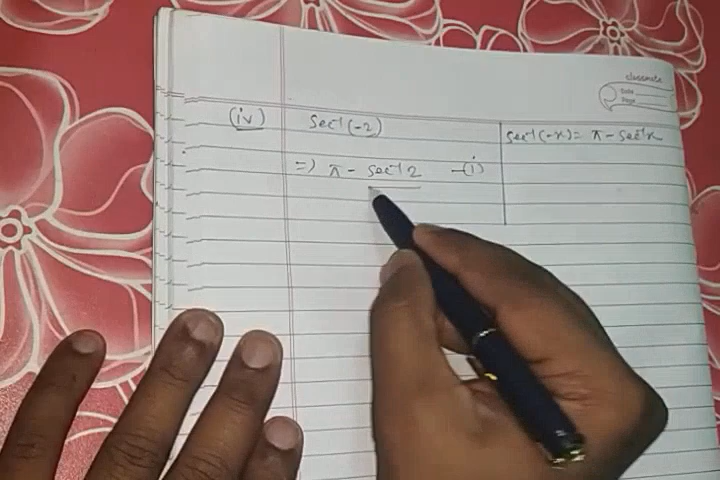 classmate
Date
Page
(iv) sec⁻¹(-2)
sec⁻¹(-x) = π - sec⁻¹x
=) π - sec⁻¹2 -(i)